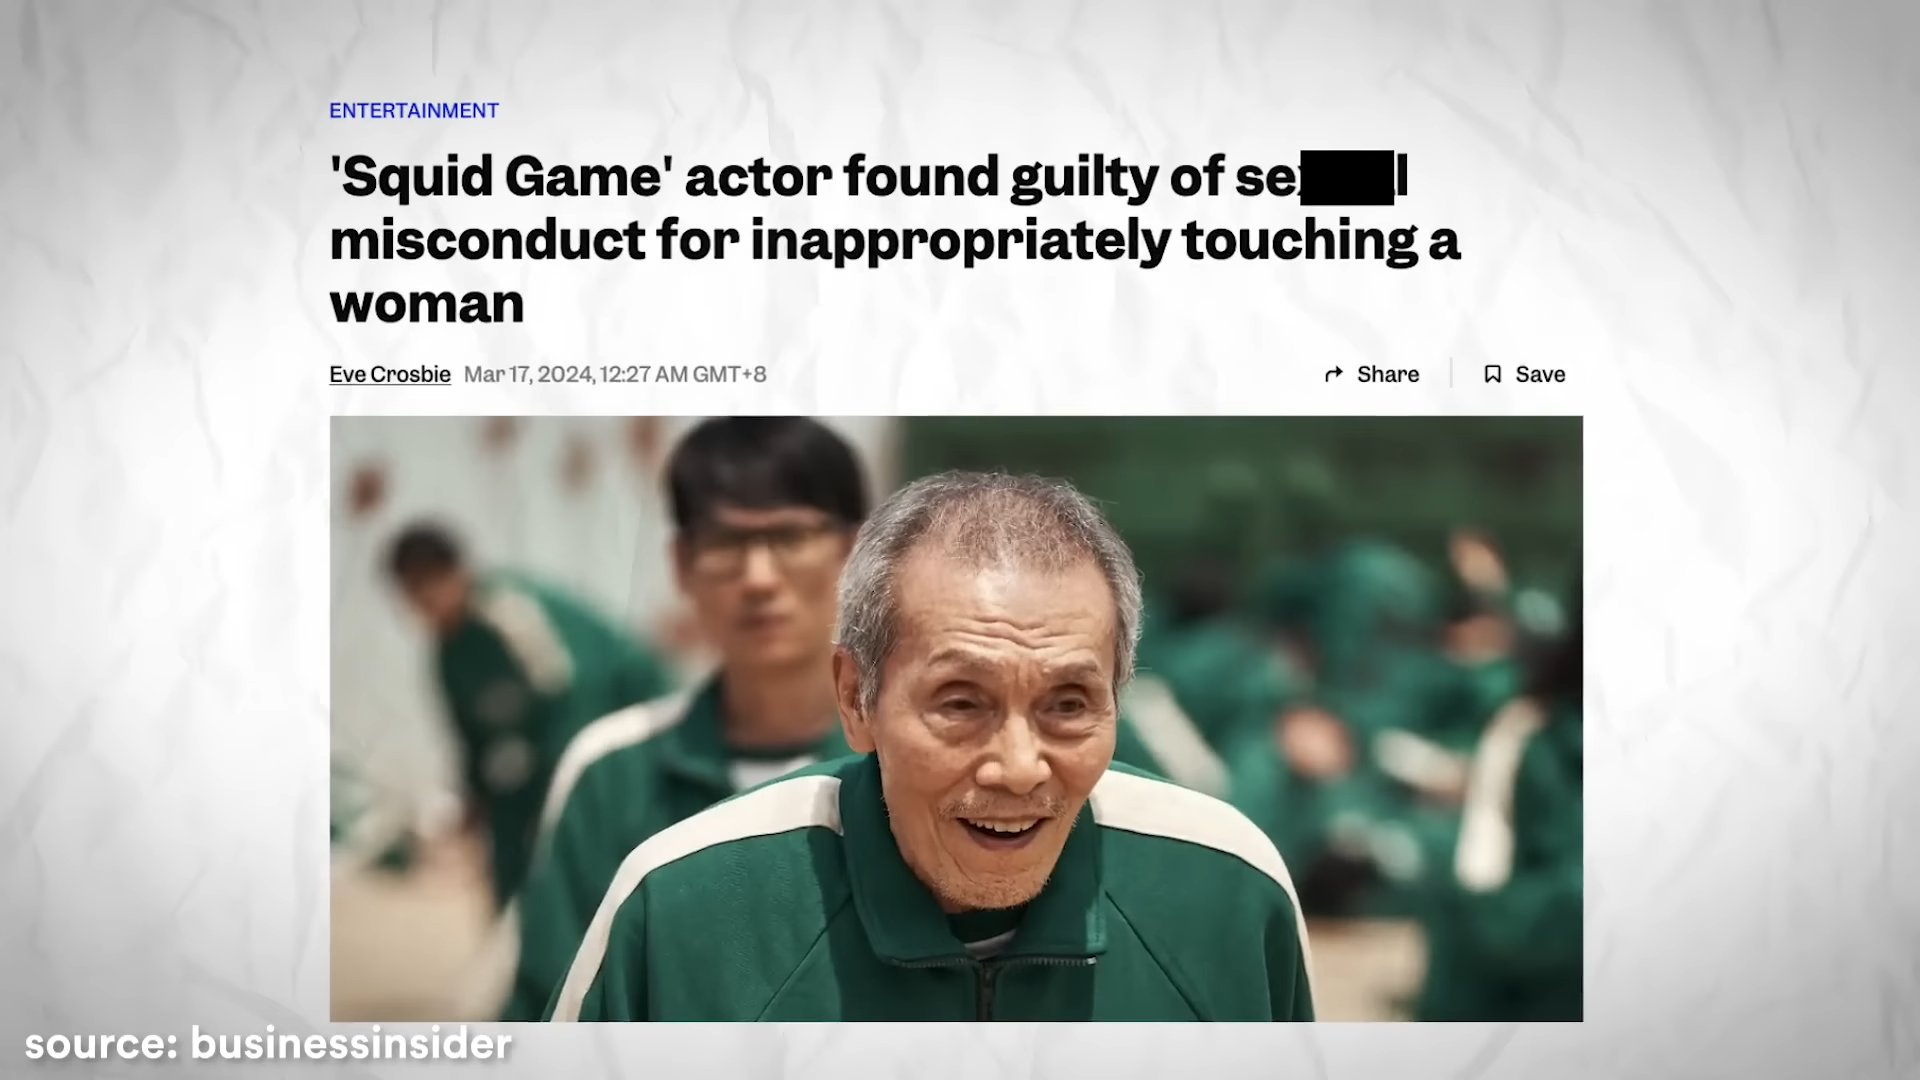 ENTERTAINMENT
'Squid Game' actor found guilty of se l
misconduct for inappropriately touching a
woman
Eve Crosbie Mar 17, 2024, 12:27 AM GMT+8
Share
Save
source: businessinsider